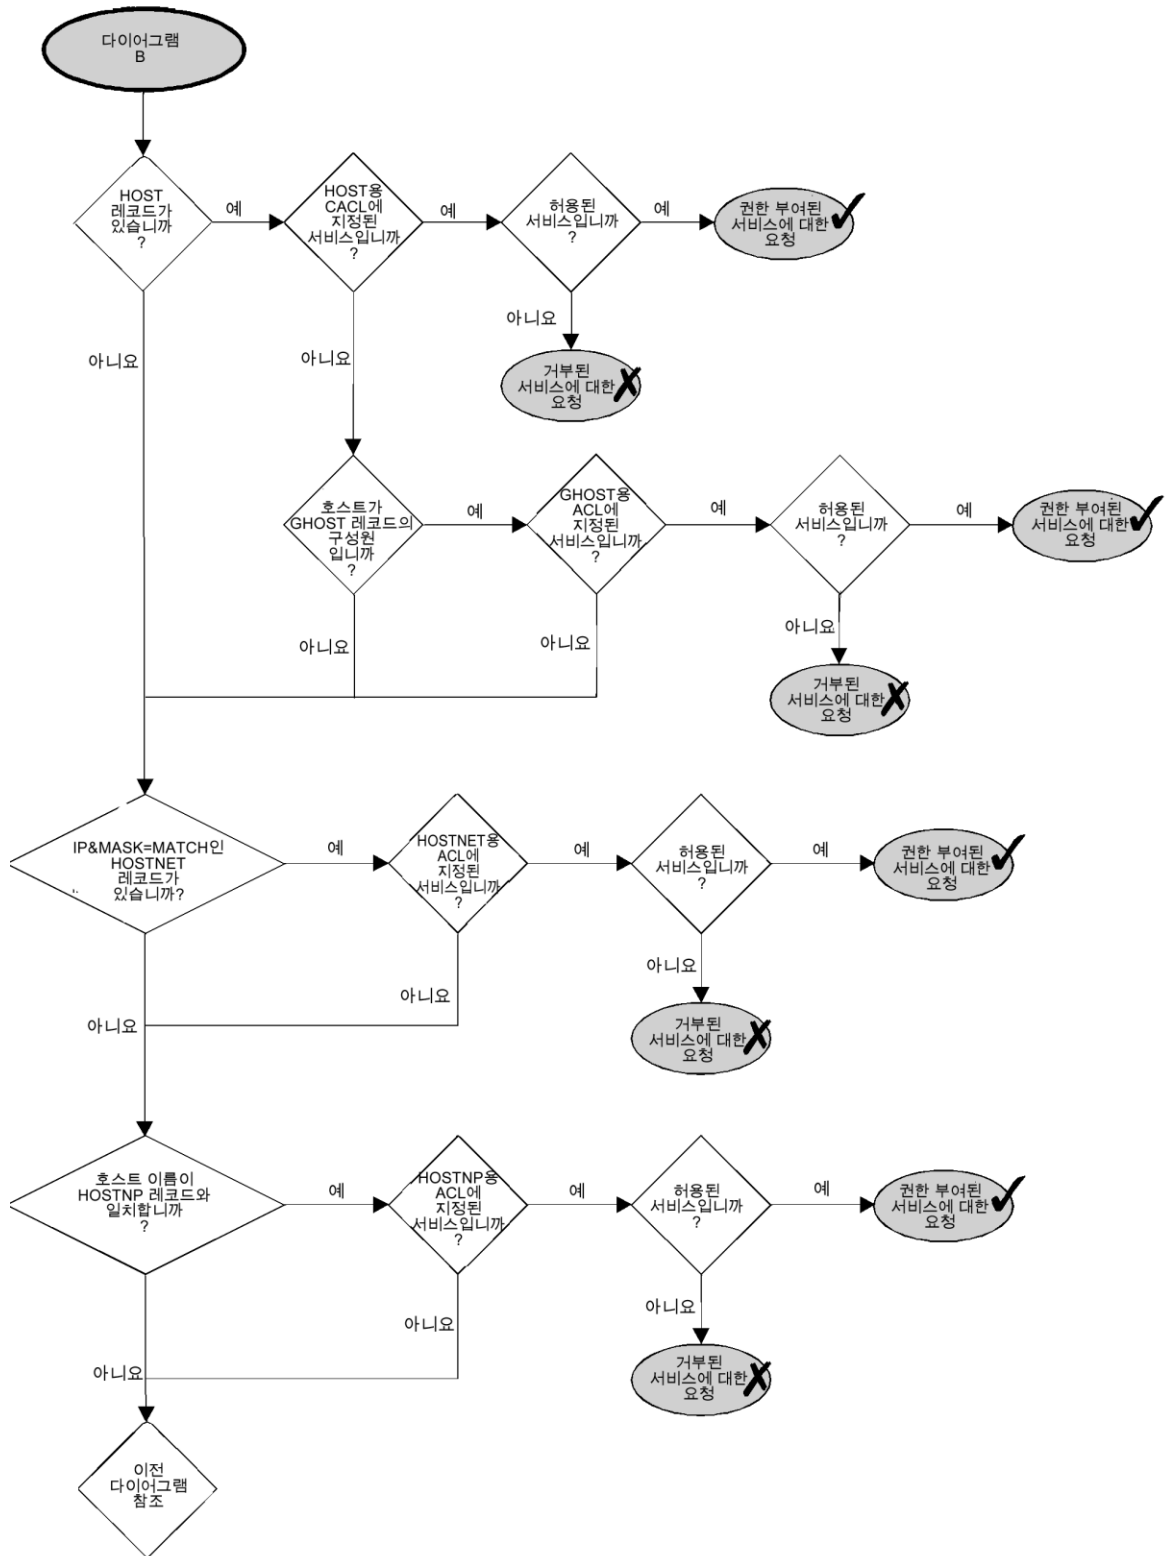 다이어그램
B
HOST
레코드가
있습니까
?
예
HOST용
CACL에
지정된
서비스입니까
?
예
허용된
서비스입니까
?
예
권한 부여된
서비스에 대한
요청
아니요
아니요
아니요
거부된
서비스에 대한
요청
호스트가
GHOST 레코드의
구성원
입니까
?
예
GHOST용
ACL에
지정된
서비스입니까
?
예
허용된
서비스입니까
?
예
권한 부여된
서비스에 대한
요청
아니요
아니요
아니요
거부된
서비스에 대한
요청
IP&MASK=MATCH인
HOSTNET
레코드가
있습니까?
예
HOSTNET용
ACL에
지정된
서비스입니까
?
예
허용된
서비스입니까
?
예
권한 부여된
서비스에 대한
요청
아니요
아니요
아니요
거부된
서비스에 대한
요청
호스트 이름이
HOSTNP 레코드와
일치합니까
?
예
HOSTNP용
ACL에
지정된
서비스입니까
?
예
허용된
서비스입니까
?
예
권한 부여된
서비스에 대한
요청
아니요
아니요
아니요
거부된
서비스에 대한
요청
이전
다이어그램
참조